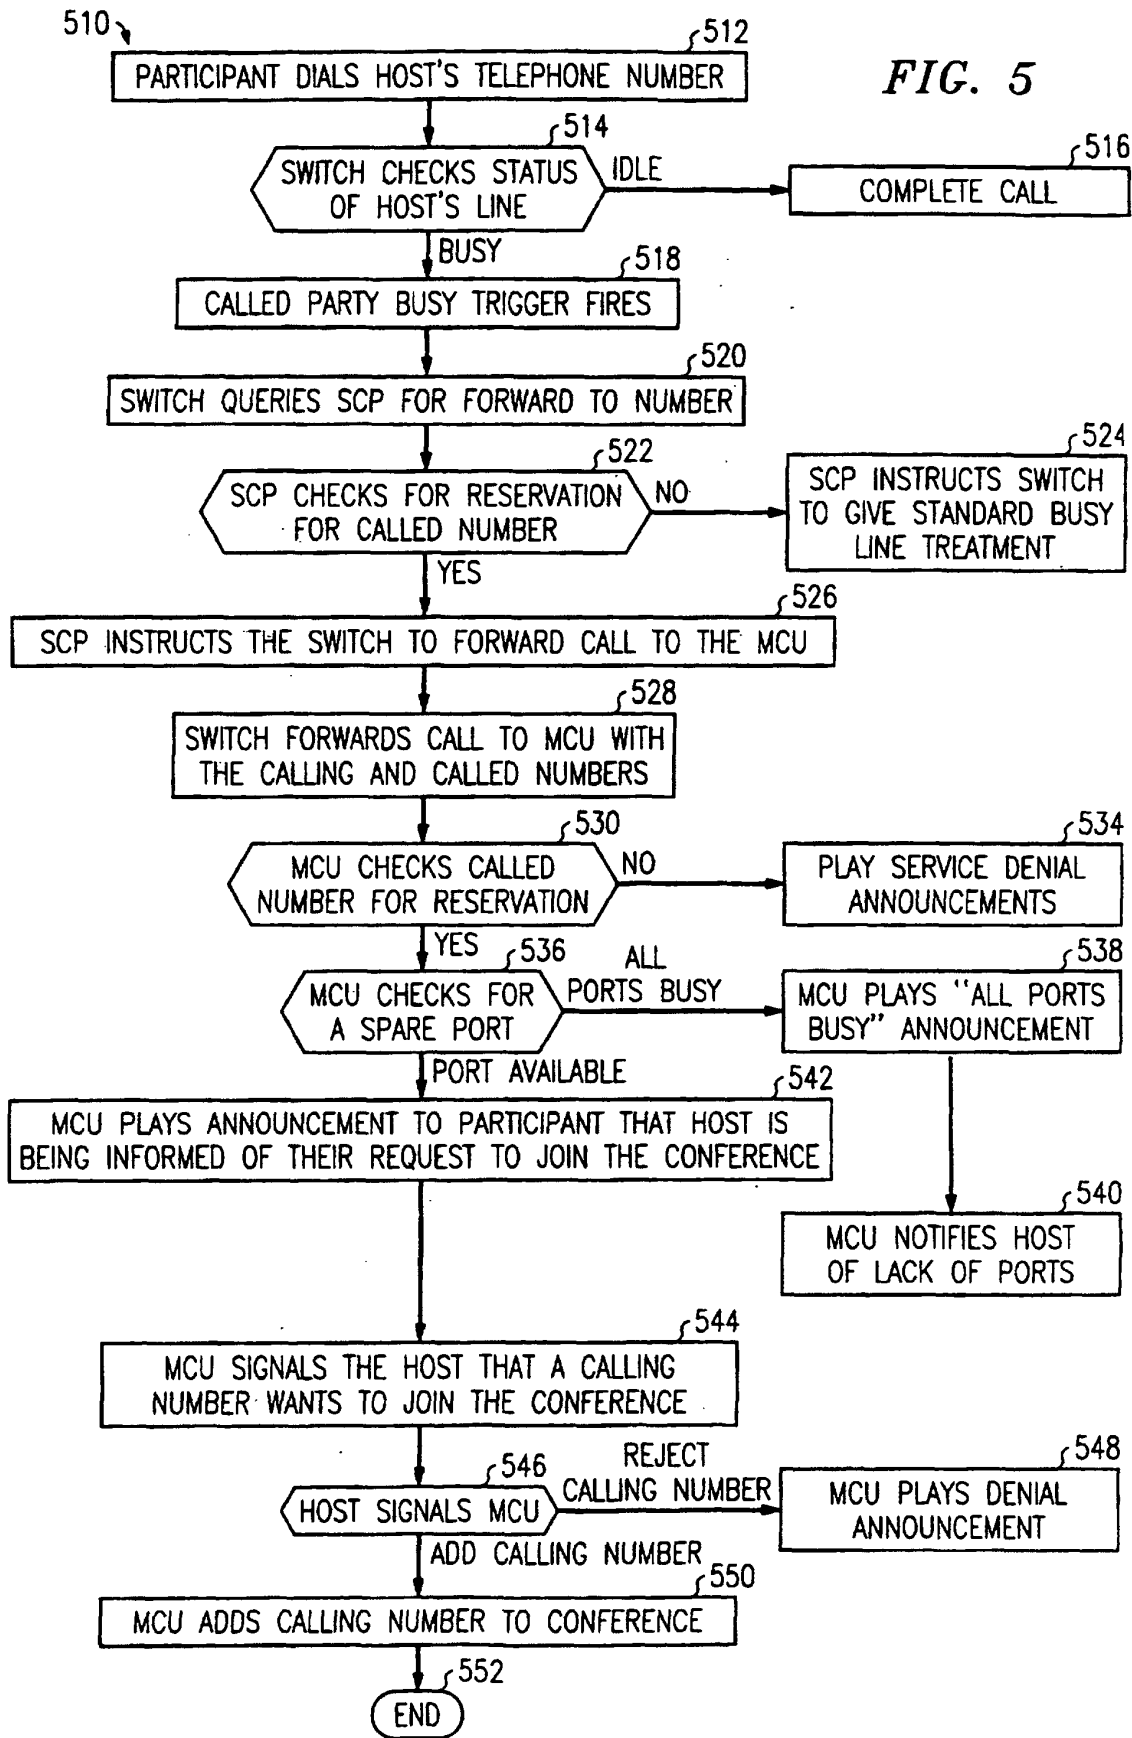 510
512
PARTICIPANT DIALS HOST'S TELEPHONE NUMBER
FIG. 5
514
SWITCH CHECKS STATUS
OF HOST'S LINE
IDLE
516
COMPLETE CALL
BUSY
518
CALLED PARTY BUSY TRIGGER FIRES
520
SWITCH QUERIES SCP FOR FORWARD TO NUMBER
522
SCP CHECKS FOR RESERVATION
FOR CALLED NUMBER
NO
524
SCP INSTRUCTS SWITCH
TO GIVE STANDARD BUSY
LINE TREATMENT
YES
526
SCP INSTRUCTS THE SWITCH TO FORWARD CALL TO THE MCU
528
SWITCH FORWARDS CALL TO MCU WITH
THE CALLING AND CALLED NUMBERS
530
MCU CHECKS CALLED
NUMBER FOR RESERVATION
NO
534
PLAY SERVICE DENIAL
ANNOUNCEMENTS
YES
536
MCU CHECKS FOR
A SPARE PORT
ALL
PORTS BUSY
538
MCU PLAYS "ALL PORTS
BUSY" ANNOUNCEMENT
PORT AVAILABLE
542
MCU PLAYS ANNOUNCEMENT TO PARTICIPANT THAT HOST IS
BEING INFORMED OF THEIR REQUEST TO JOIN THE CONFERENCE
540
MCU NOTIFIES HOST
OF LACK OF PORTS
544
MCU SIGNALS THE HOST THAT A CALLING
NUMBER WANTS TO JOIN THE CONFERENCE
546
HOST SIGNALS MCU
REJECT
CALLING NUMBER
548
MCU PLAYS DENIAL
ANNOUNCEMENT
ADD CALLING NUMBER
550
MCU ADDS CALLING NUMBER TO CONFERENCE
552
END